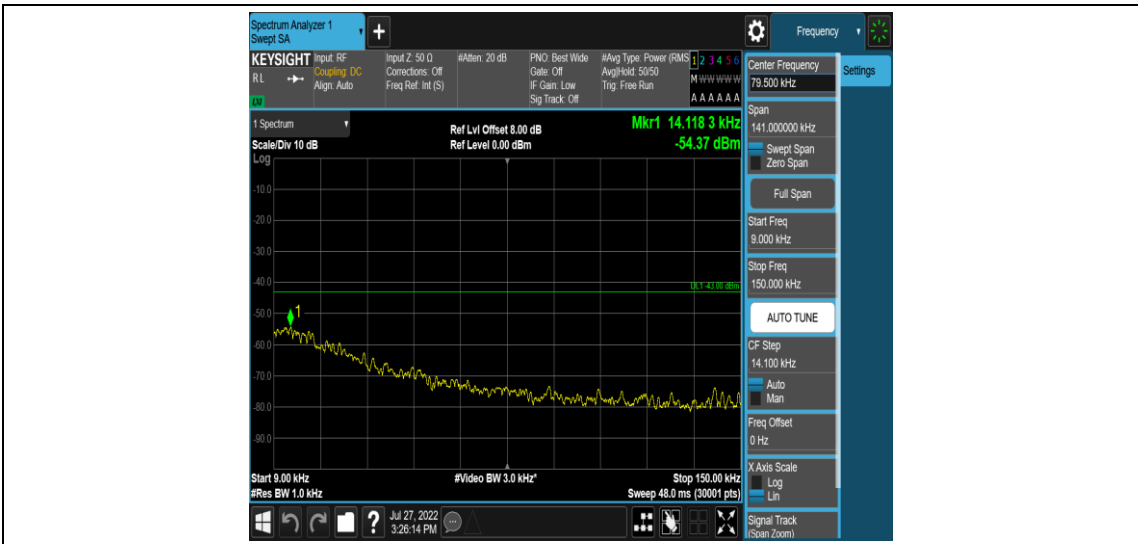 Spectrum Analyzer 1
Swept SA
Frequency
KEYSIGHT
RL
Input: RF
Coupling: DC
Align: Auto
Input Z: 50 Ω
Corrections: Off
Freq Ref: Int (S)
#Atten: 20 dB
PNO: Best Wide
Gate: Off
IF Gain: Low
Sig Track: Off
#Avg Type: Power (RMS
Avg|Hold: 50/50
Trig: Free Run
1 2 3 4 5 6
M W W W W W
A A A A A A
1 Spectrum
Scale/Div 10 dB
Log
Ref Lvl Offset 8.00 dB
Ref Level 0.00 dBm
Mkr1 14.118 3 kHz
-54.37 dBm
-10.0
-20.0
-30.0
-40.0
DL1 -43.00 dBm
-50.0
1
-60.0
-70.0
-80.0
-90.0
Start 9.00 kHz
#Res BW 1.0 kHz
#Video BW 3.0 kHz*
Stop 150.00 kHz
Sweep 48.0 ms (30001 pts)
?
Jul 27, 2022
3:26:14 PM
Center Frequency
79.500 kHz
Settings
Span
141.000000 kHz
Swept Span
Zero Span
Full Span
Start Freq
9.000 kHz
Stop Freq
150.000 kHz
AUTO TUNE
CF Step
14.100 kHz
Auto
Man
Freq Offset
0 Hz
X Axis Scale
Log
Lin
Signal Track
(Span Zoom)